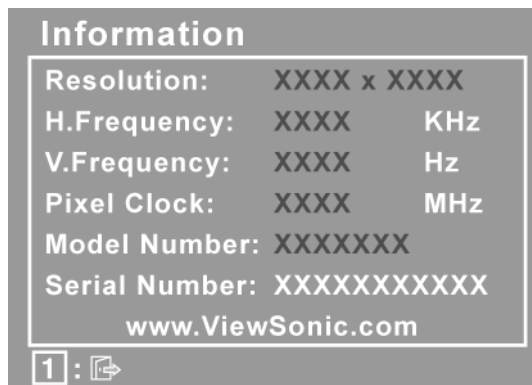 Information
Resolution: XXXX x XXXX
H.Frequency: XXXX KHz
V.Frequency: XXXX Hz
Pixel Clock: XXXX MHz
Model Number: XXXXXXX
Serial Number: XXXXXXXXXXX
www.ViewSonic.com
1 :